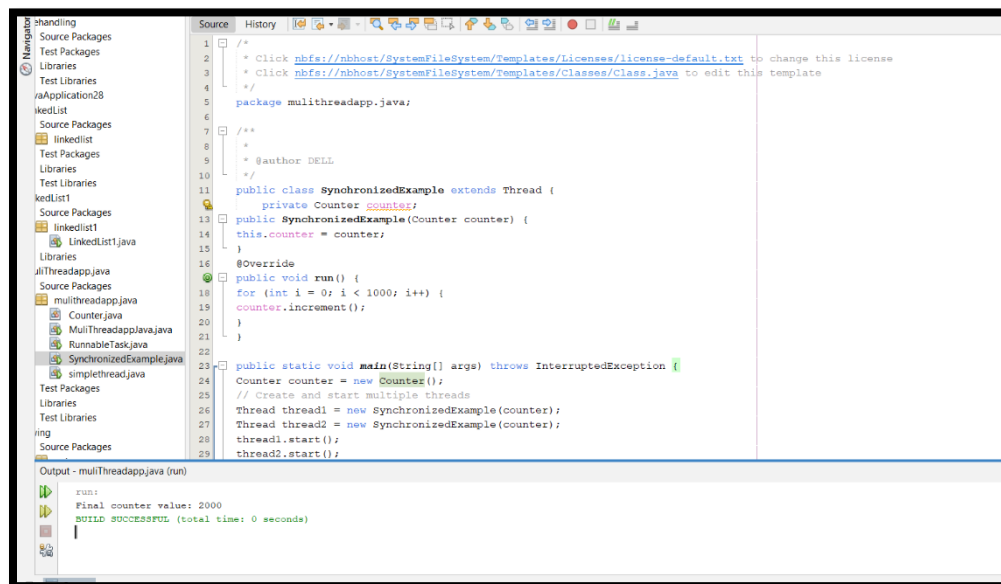 Navigator
ehandling
Source Packages
Test Packages
Libraries
Test Libraries
vaApplication28
nkedList
Source Packages
linkedlist
Test Packages
Libraries
Test Libraries
kedList1
Source Packages
linkedlist1
LinkedList1.java
Libraries
uliThreadapp.java
Source Packages
mulithreadapp.java
Counter.java
MuliThreadappJava.java
RunnableTask.java
SynchronizedExample.java
simplethread.java
Test Packages
Libraries
Test Libraries
ving
Source Packages
Source History
1 /*
2 * Click nbfs://nbhost/SystemFileSystem/Templates/Licenses/license-default.txt to change this license
3 * Click nbfs://nbhost/SystemFileSystem/Templates/Classes/Class.java to edit this template
4 */
5 package mulithreadapp.java;
6
7 /**
8 *
9 * @author DELL
10 */
11 public class SynchronizedExample extends Thread {
private Counter counter;
13 public SynchronizedExample(Counter counter) {
14 this.counter = counter;
15 }
16 @Override
public void run() {
18 for (int i = 0; i < 1000; i++) {
19 counter.increment();
20 }
21 }
22
23 public static void main(String[] args) throws InterruptedException {
24 Counter counter = new Counter();
25 // Create and start multiple threads
26 Thread thread1 = new SynchronizedExample(counter);
27 Thread thread2 = new SynchronizedExample(counter);
28 thread1.start();
29 thread2.start();
Output - muliThreadapp.java (run)
run:
Final counter value: 2000
BUILD SUCCESSFUL (total time: 0 seconds)